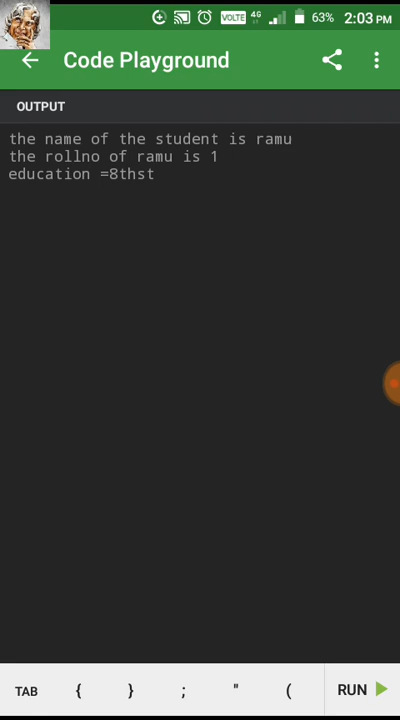 VOLTE 4G 63% 2:03 PM
Code Playground
OUTPUT
the name of the student is ramu
the rollno of ramu is 1
education =8thst
TAB { } ; " ( RUN